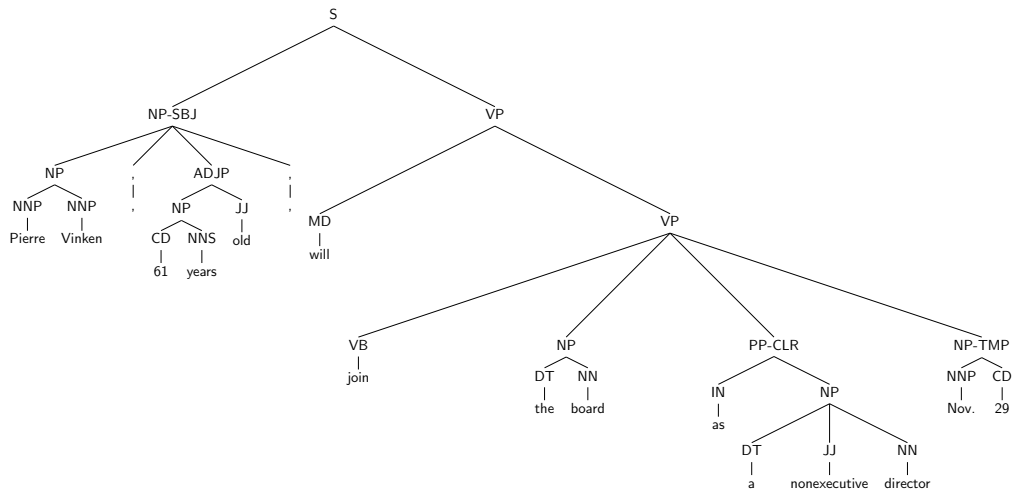 S
NP-SBJ VP
NP , ADJP ,
NNP NNP , NP JJ , MD VP
Pierre Vinken CD NNS old will
61 years
VB NP PP-CLR NP-TMP
join DT NN IN NP NNP CD
the board as Nov. 29
DT JJ NN
a nonexecutive director